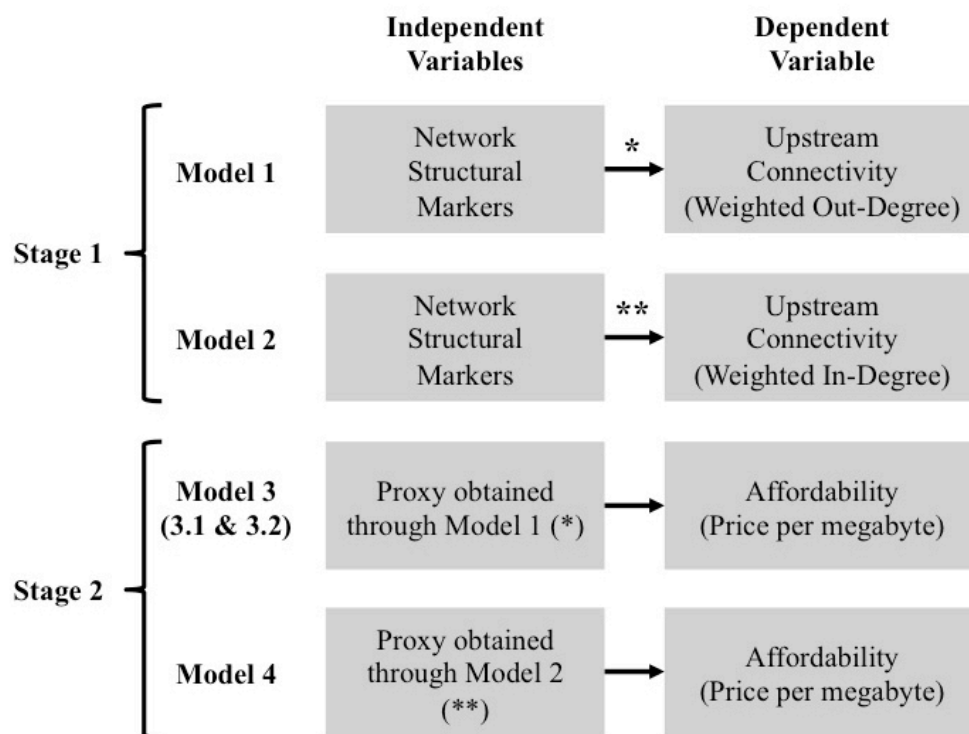 Independent
Variables
Dependent
Variable
Stage 1
Model 1
Network
Structural
Markers
*
Upstream
Connectivity
(Weighted Out-Degree)
Model 2
Network
Structural
Markers
**
Upstream
Connectivity
(Weighted In-Degree)
Stage 2
Model 3
(3.1 & 3.2)
Proxy obtained
through Model 1 (*)
Affordability
(Price per megabyte)
Model 4
Proxy obtained
through Model 2
(**)
Affordability
(Price per megabyte)